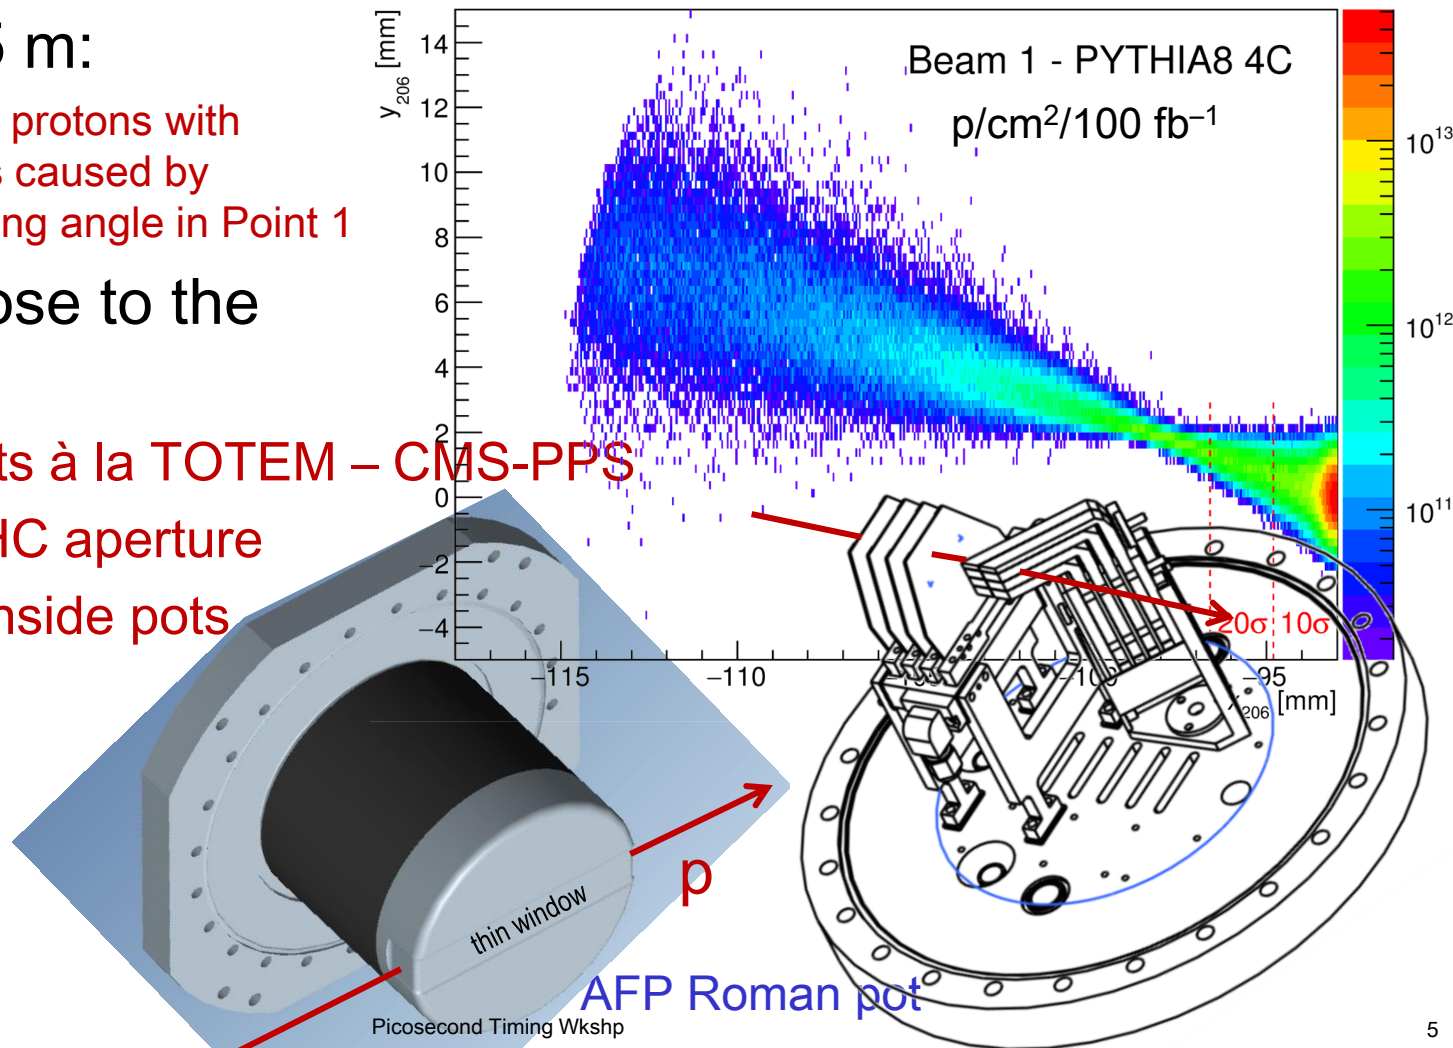 5 m:
protons with
s caused by
ng angle in Point 1
ose to the
ts à la TOTEM – CMS-PPS
HC aperture
nside pots
y206 [mm]
14
12
10
8
6
4
2
0
−2
−4
Beam 1 - PYTHIA8 4C
p/cm²/100 fb⁻¹
10¹³
10¹²
10¹¹
20σ 10σ
−115
−110
−95
x206 [mm]
thin window
p
AFP Roman pot
Picosecond Timing Wkshp
5